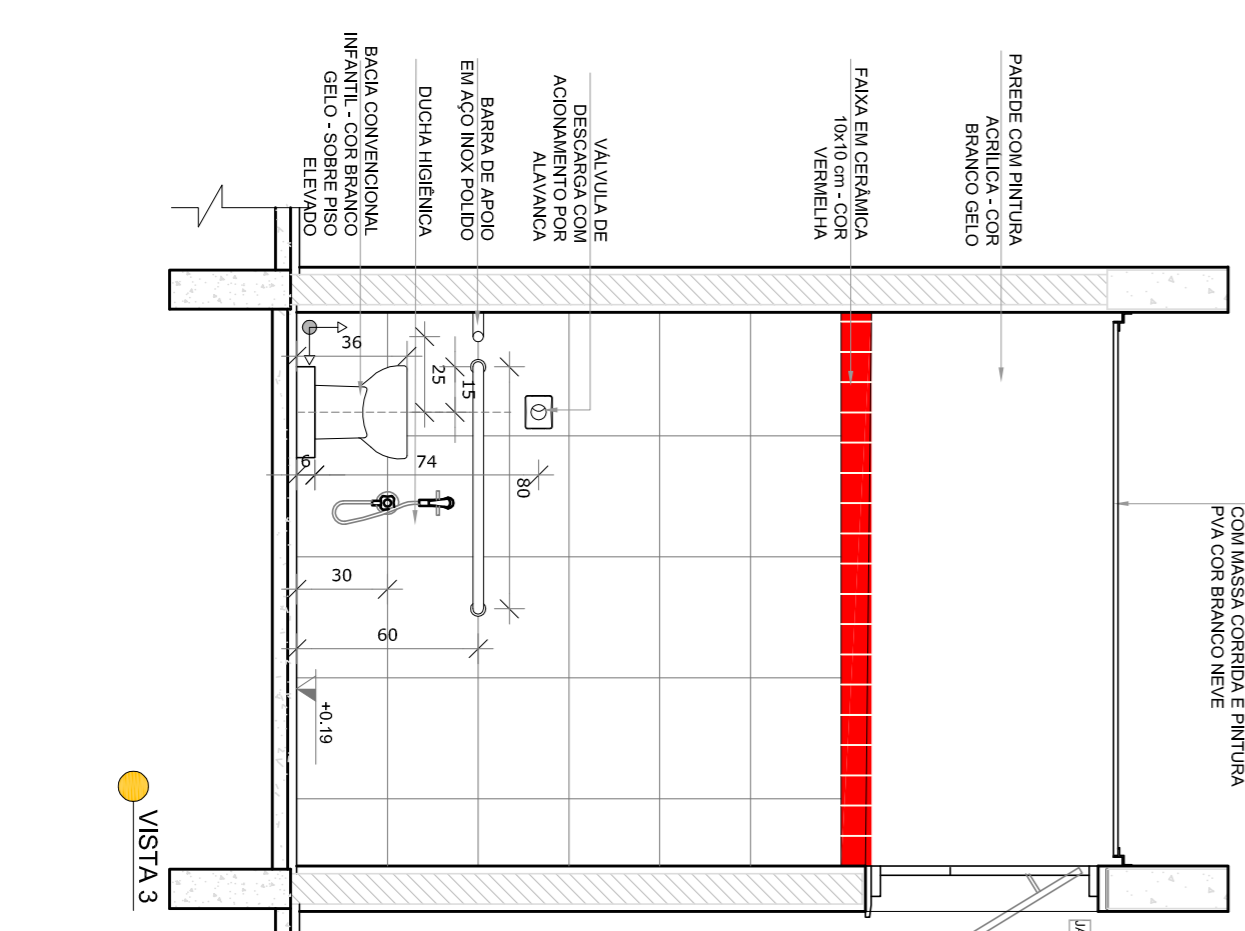 PAREDE COM PINTURA
ACRÍLICA - COR
BRANCO GELO
FAIXA EM CERÂMICA
10x10 cm - COR
VERMELHA
VÁLVULA DE
DESCARGA COM
ACIONAMENTO POR
ALAVANCA
BARRA DE APOIO
EM AÇO INOX POLIDO
DUCHA HIGIÊNICA
BACIA CONVENCIONAL
INFANTIL - COR BRANCO
GELO - SOBRE PISO
ELEVADO
COM MASSA CORRIDA E PINTURA
PVA COR BRANCO NEVE
36
25
15
80
74
6
30
60
+0.19
VISTA 3